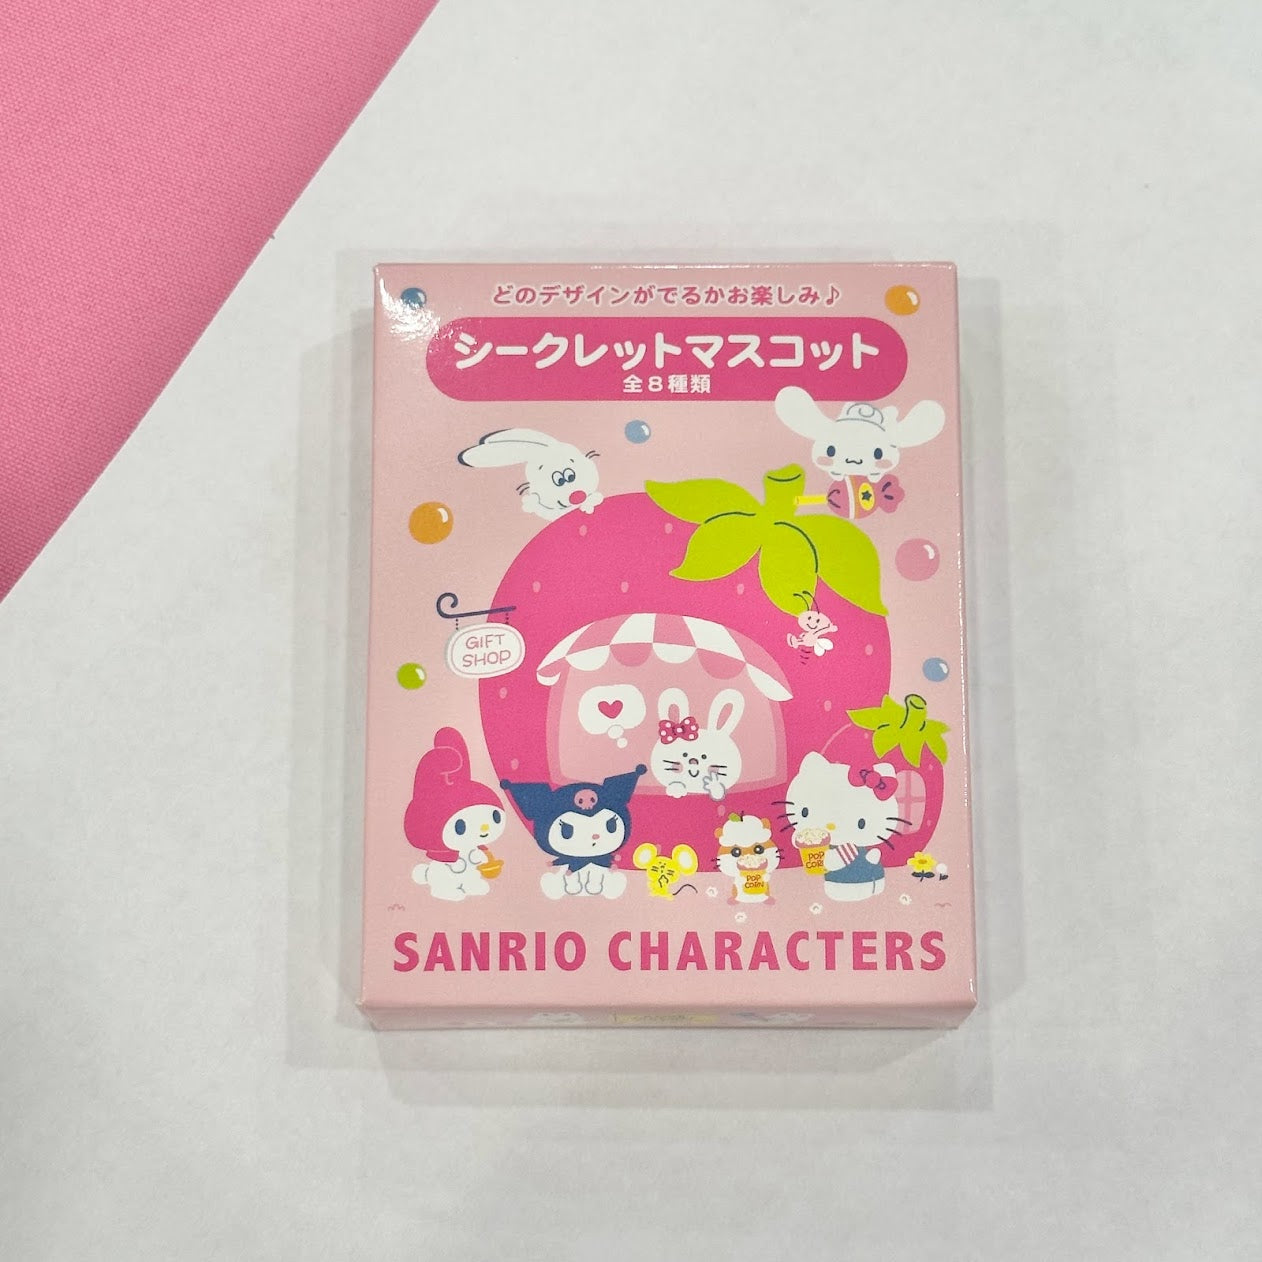 どのデザインがでるかお楽しみ♪
シークレットマスコット
全8種類
GIFT
SHOP
POP
CORN
POP
CORN
SANRIO CHARACTERS